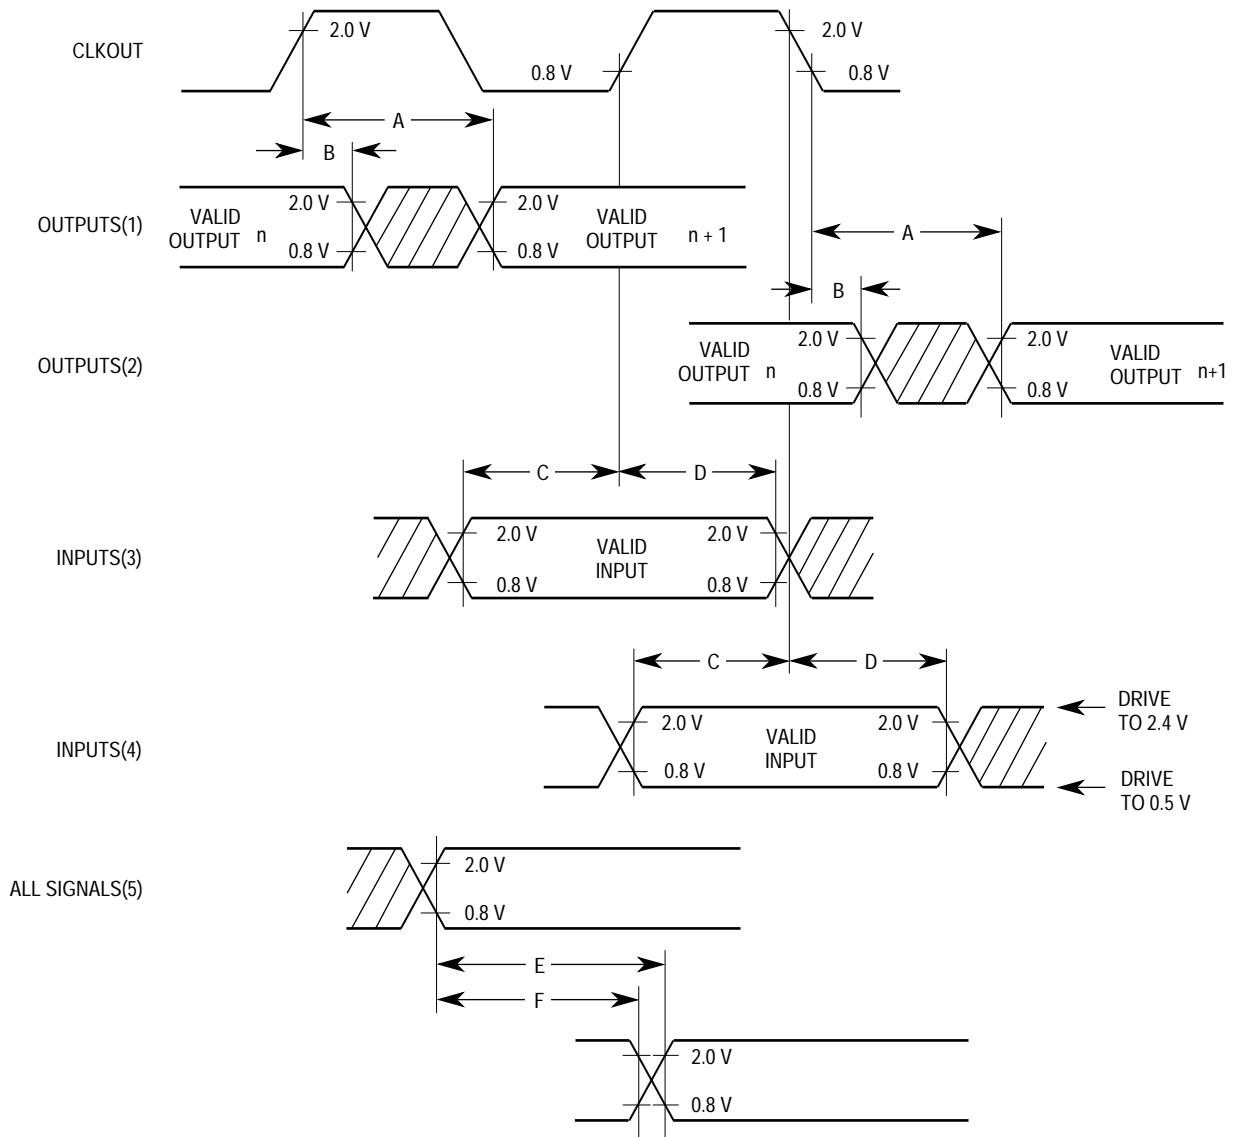 CLKOUT
2.0 V
0.8 V
2.0 V
0.8 V
A
B
OUTPUTS(1)
VALID
OUTPUT n
2.0 V
0.8 V
2.0 V
0.8 V
VALID
OUTPUT n + 1
A
B
OUTPUTS(2)
VALID
OUTPUT n
2.0 V
0.8 V
2.0 V
0.8 V
VALID
OUTPUT n+1
C
D
INPUTS(3)
2.0 V
0.8 V
VALID
INPUT
2.0 V
0.8 V
C
D
INPUTS(4)
2.0 V
0.8 V
VALID
INPUT
2.0 V
0.8 V
DRIVE
TO 2.4 V
DRIVE
TO 0.5 V
ALL SIGNALS(5)
2.0 V
0.8 V
E
F
2.0 V
0.8 V